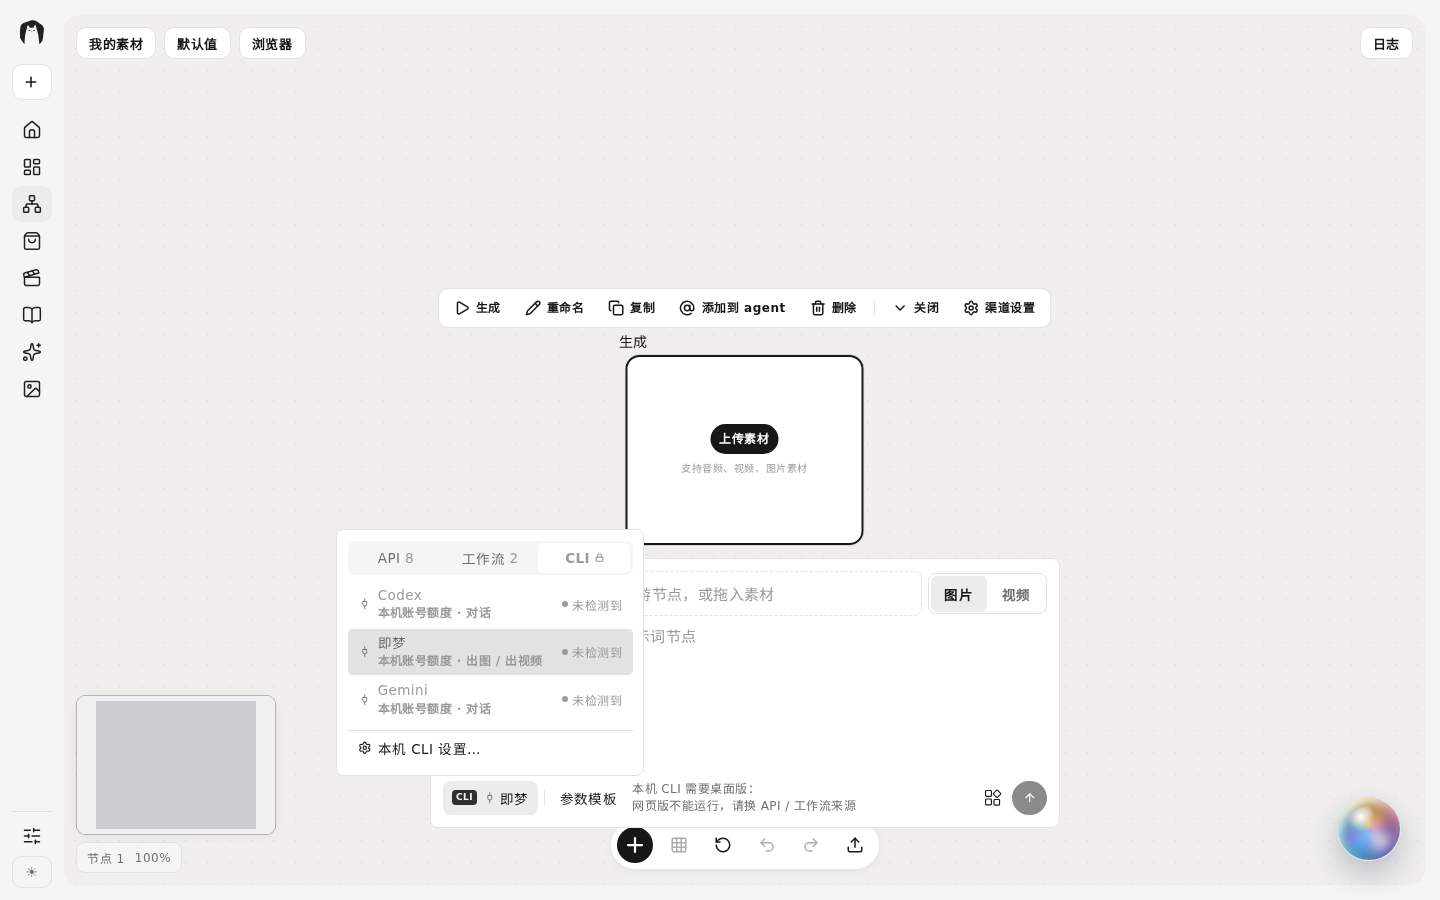 我的素材
默认值
浏览器
日志
生成
重命名
复制
添加到 agent
删除
关闭
渠道设置
生成
上传素材
支持音频、视频、图片素材
API 8
工作流 2
CLI
Codex
本机账号额度 · 对话
未检测到
即梦
本机账号额度 · 出图 / 出视频
未检测到
Gemini
本机账号额度 · 对话
未检测到
本机 CLI 设置...
节点，或拖入素材
图片
视频
词节点
CLI
即梦
参数模板
本机 CLI 需要桌面版：
网页版不能运行，请换 API / 工作流来源
节点 1
100%